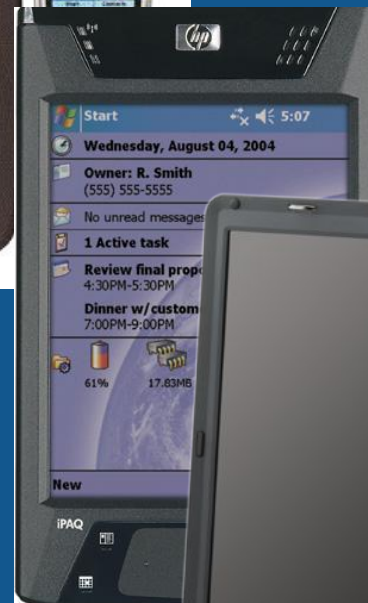 hp
Start 5:07
Wednesday, August 04, 2004
Owner: R. Smith
(555) 555-5555
No unread messages
1 Active task
Review final prop
4:30PM-5:30PM
Dinner w/custom
7:00PM-9:00PM
61% 17.83MB
New
iPAQ